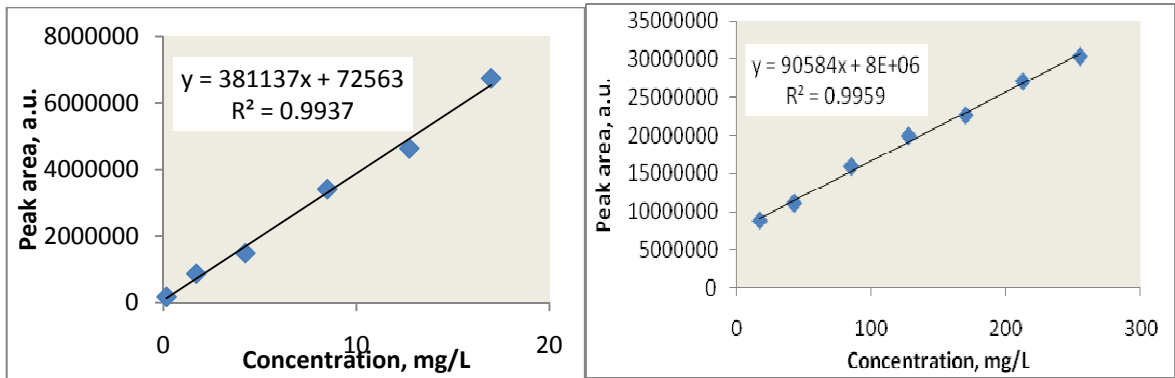 8000000
6000000
4000000
2000000
0
Peak area, a.u.
y = 381137x + 72563
R² = 0.9937
0
10
20
Concentration, mg/L
35000000
30000000
25000000
20000000
15000000
10000000
5000000
0
Peak area, a.u.
y = 90584x + 8E+06
R² = 0.9959
0
100
200
300
Concentration, mg/L